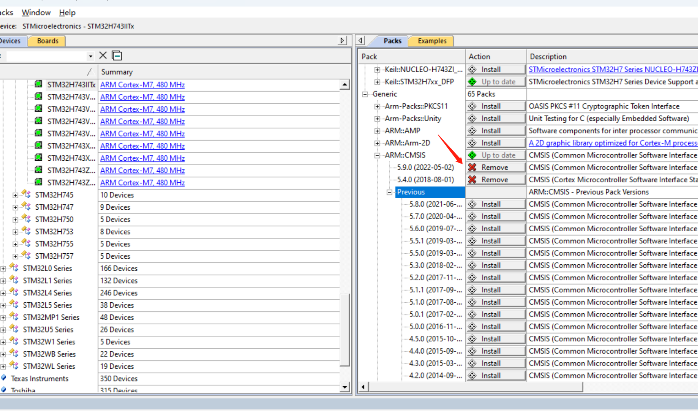 acks Window Help
evice: STMicroelectronics - STM32H743IITx
Devices Boards
Summary
STM32H743IITx ARM Cortex-M7, 480 MHz
STM32H743V... ARM Cortex-M7, 480 MHz
STM32H743V... ARM Cortex-M7, 480 MHz
STM32H743V... ARM Cortex-M7, 480 MHz
STM32H743X... ARM Cortex-M7, 480 MHz
STM32H743X... ARM Cortex-M7, 480 MHz
STM32H743Z... ARM Cortex-M7, 480 MHz
STM32H743Z... ARM Cortex-M7, 480 MHz
STM32H745 10 Devices
STM32H747 9 Devices
STM32H750 5 Devices
STM32H753 8 Devices
STM32H755 5 Devices
STM32H757 5 Devices
STM32L0 Series 166 Devices
STM32L1 Series 132 Devices
STM32L4 Series 246 Devices
STM32L5 Series 38 Devices
STM32MP1 Series 48 Devices
STM32U5 Series 26 Devices
STM32W1 Series 5 Devices
STM32WB Series 22 Devices
STM32WL Series 19 Devices
Texas Instruments 350 Devices
Toshiba 315 Devices
Packs Examples
Pack Action Description
Keil::NUCLEO-H743ZI_... Install STMicroelectronics STM32H7 Series NUCLEO-H743ZI
Keil::STM32H7xx_DFP Up to date STMicroelectronics STM32H7 Series Device Support a
Generic 65 Packs
Arm-Packs::PKCS11 Install OASIS PKCS #11 Cryptographic Token Interface
Arm-Packs::Unity Install Unit Testing for C (especially Embedded Software)
ARM::AMP Install Software components for inter processor communic
ARM::Arm-2D Install A 2D graphic library optimized for Cortex-M process
ARM::CMSIS Up to date CMSIS (Common Microcontroller Software Interface
5.9.0 (2022-05-02) Remove CMSIS (Common Microcontroller Software Interface
5.4.0 (2018-08-01) Remove CMSIS (Cortex Microcontroller Software Interface Sta
Previous ARM::CMSIS - Previous Pack Versions
5.8.0 (2021-06-... Install CMSIS (Common Microcontroller Software Interface
5.7.0 (2020-04-... Install CMSIS (Common Microcontroller Software Interface
5.6.0 (2019-07-... Install CMSIS (Common Microcontroller Software Interface
5.5.1 (2019-03-... Install CMSIS (Common Microcontroller Software Interface
5.5.0 (2019-03-... Install CMSIS (Common Microcontroller Software Interface
5.3.0 (2018-02-... Install CMSIS (Common Microcontroller Software Interface
5.2.0 (2017-11-... Install CMSIS (Common Microcontroller Software Interface
5.1.1 (2017-09-... Install CMSIS (Common Microcontroller Software Interface
5.1.0 (2017-08-... Install CMSIS (Common Microcontroller Software Interface
5.0.1 (2017-02-... Install CMSIS (Common Microcontroller Software Interface
5.0.0 (2016-11-... Install CMSIS (Common Microcontroller Software Interface
4.5.0 (2015-10-... Install CMSIS (Common Microcontroller Software Interface
4.4.0 (2015-09-... Install CMSIS (Common Microcontroller Software Interface
4.3.0 (2015-03-... Install CMSIS (Common Microcontroller Software Interface
4.2.0 (2014-09-... Install CMSIS (Common Microcontroller Software Interface